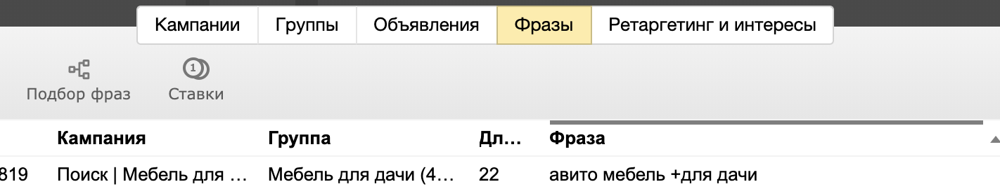 Кампании Группы Объявления Фразы Ретаргетинг и интересы
1
Подбор фраз Ставки
Кампания Группа Дл... Фраза
819 Поиск | Мебель для ... Мебель для дачи (4... 22 авито мебель +для дачи